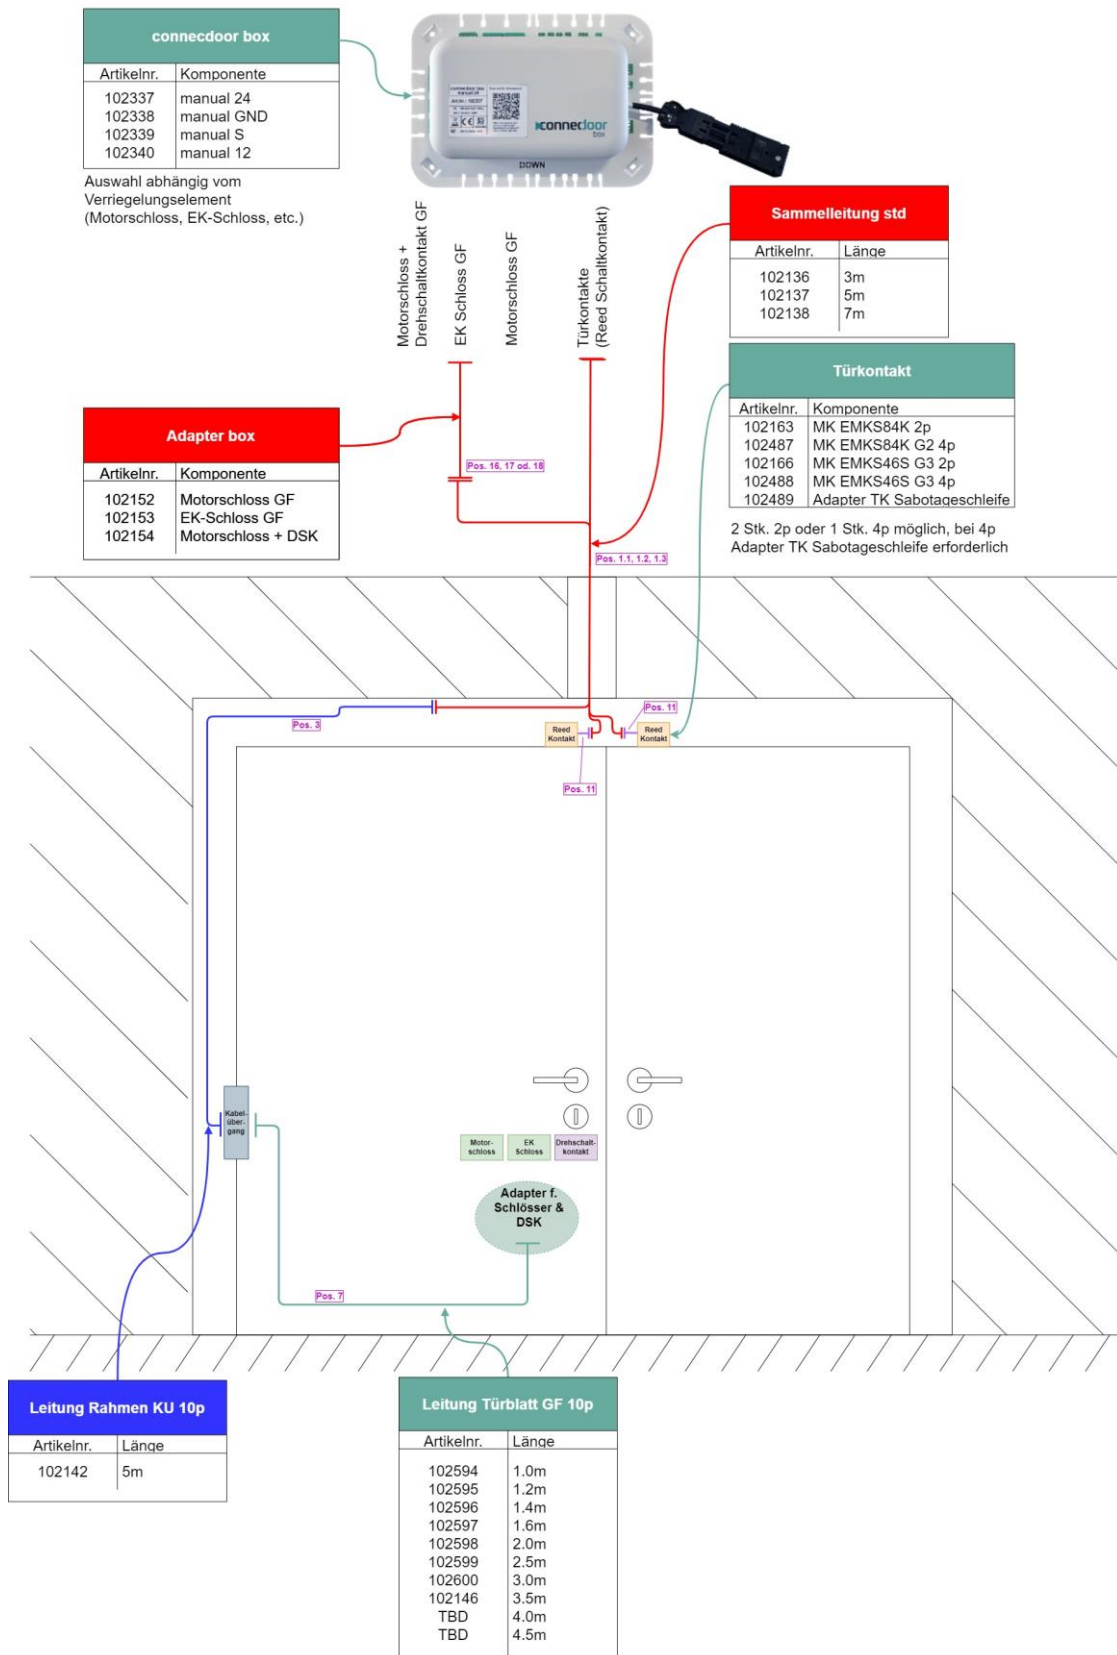 connecdoor box
Artikelnr. Komponente
102337 manual 24
102338 manual GND
102339 manual S
102340 manual 12
Auswahl abhängig vom
Verriegelungselement
(Motorschloss, EK-Schloss, etc.)
connecdoor box
manual 24
connecdoor
box
DOWN
Motorschloss +
Drehschaltkontakt GF
EK Schloss GF
Motorschloss GF
Türkontakte
(Reed Schaltkontakt)
Sammelleitung std
Artikelnr. Länge
102136 3m
102137 5m
102138 7m
Türkontakt
Artikelnr. Komponente
102163 MK EMKS84K 2p
102487 MK EMKS84K G2 4p
102166 MK EMKS46S G3 2p
102488 MK EMKS46S G3 4p
102489 Adapter TK Sabotageschleife
2 Stk. 2p oder 1 Stk. 4p möglich, bei 4p
Adapter TK Sabotageschleife erforderlich
Adapter box
Artikelnr. Komponente
102152 Motorschloss GF
102153 EK-Schloss GF
102154 Motorschloss + DSK
Pos. 16, 17 od. 18
Pos. 1.1, 1.2, 1.3
Pos. 3
Pos. 11
Reed
Kontakt
Reed
Kontakt
Pos. 11
Kabel-
über-
gang
Motor-
schloss
EK
Schloss
Drehschalt-
kontakt
Adapter f.
Schlösser &
DSK
Pos. 7
Leitung Rahmen KU 10p
Artikelnr. Länge
102142 5m
Leitung Türblatt GF 10p
Artikelnr. Länge
102594 1.0m
102595 1.2m
102596 1.4m
102597 1.6m
102598 2.0m
102599 2.5m
102600 3.0m
102146 3.5m
TBD 4.0m
TBD 4.5m